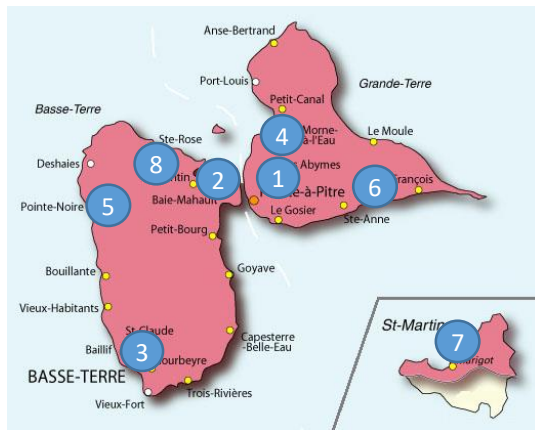 Anse-Bertrand
Port-Louis
Grande-Terre
Petit-Canal
Basse-Terre
Ste-Rose
4
Morne-
à-l'Eau
Le Moule
Deshaies
8
2
1
Abymes
6
François
5
Pointe-Noire
Baie-Mahault
à-Pitre
Le Gosier
Ste-Anne
Petit-Bourg
Bouillante
Goyave
Vieux-Habitants
St-Claude
Capesterre
-Belle-Eau
Baillif
3
BASSE-TERRE
Trois-Rivières
Vieux-Fort
St-Martin
7